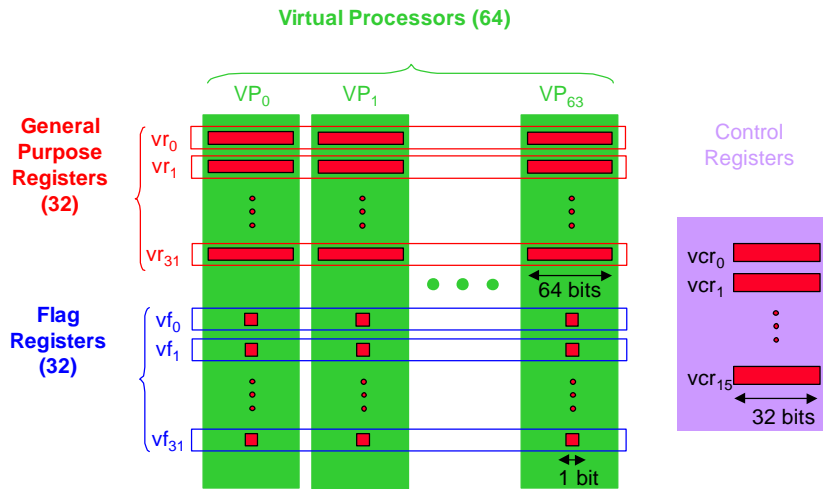 Virtual Processors (64)
VP0
VP1
VP63
General
Purpose
Registers
(32)
vr0
vr1
vr31
Control
Registers
64 bits
Flag
Registers
(32)
vf0
vf1
vf31
1 bit
vcr0
vcr1
vcr15
32 bits